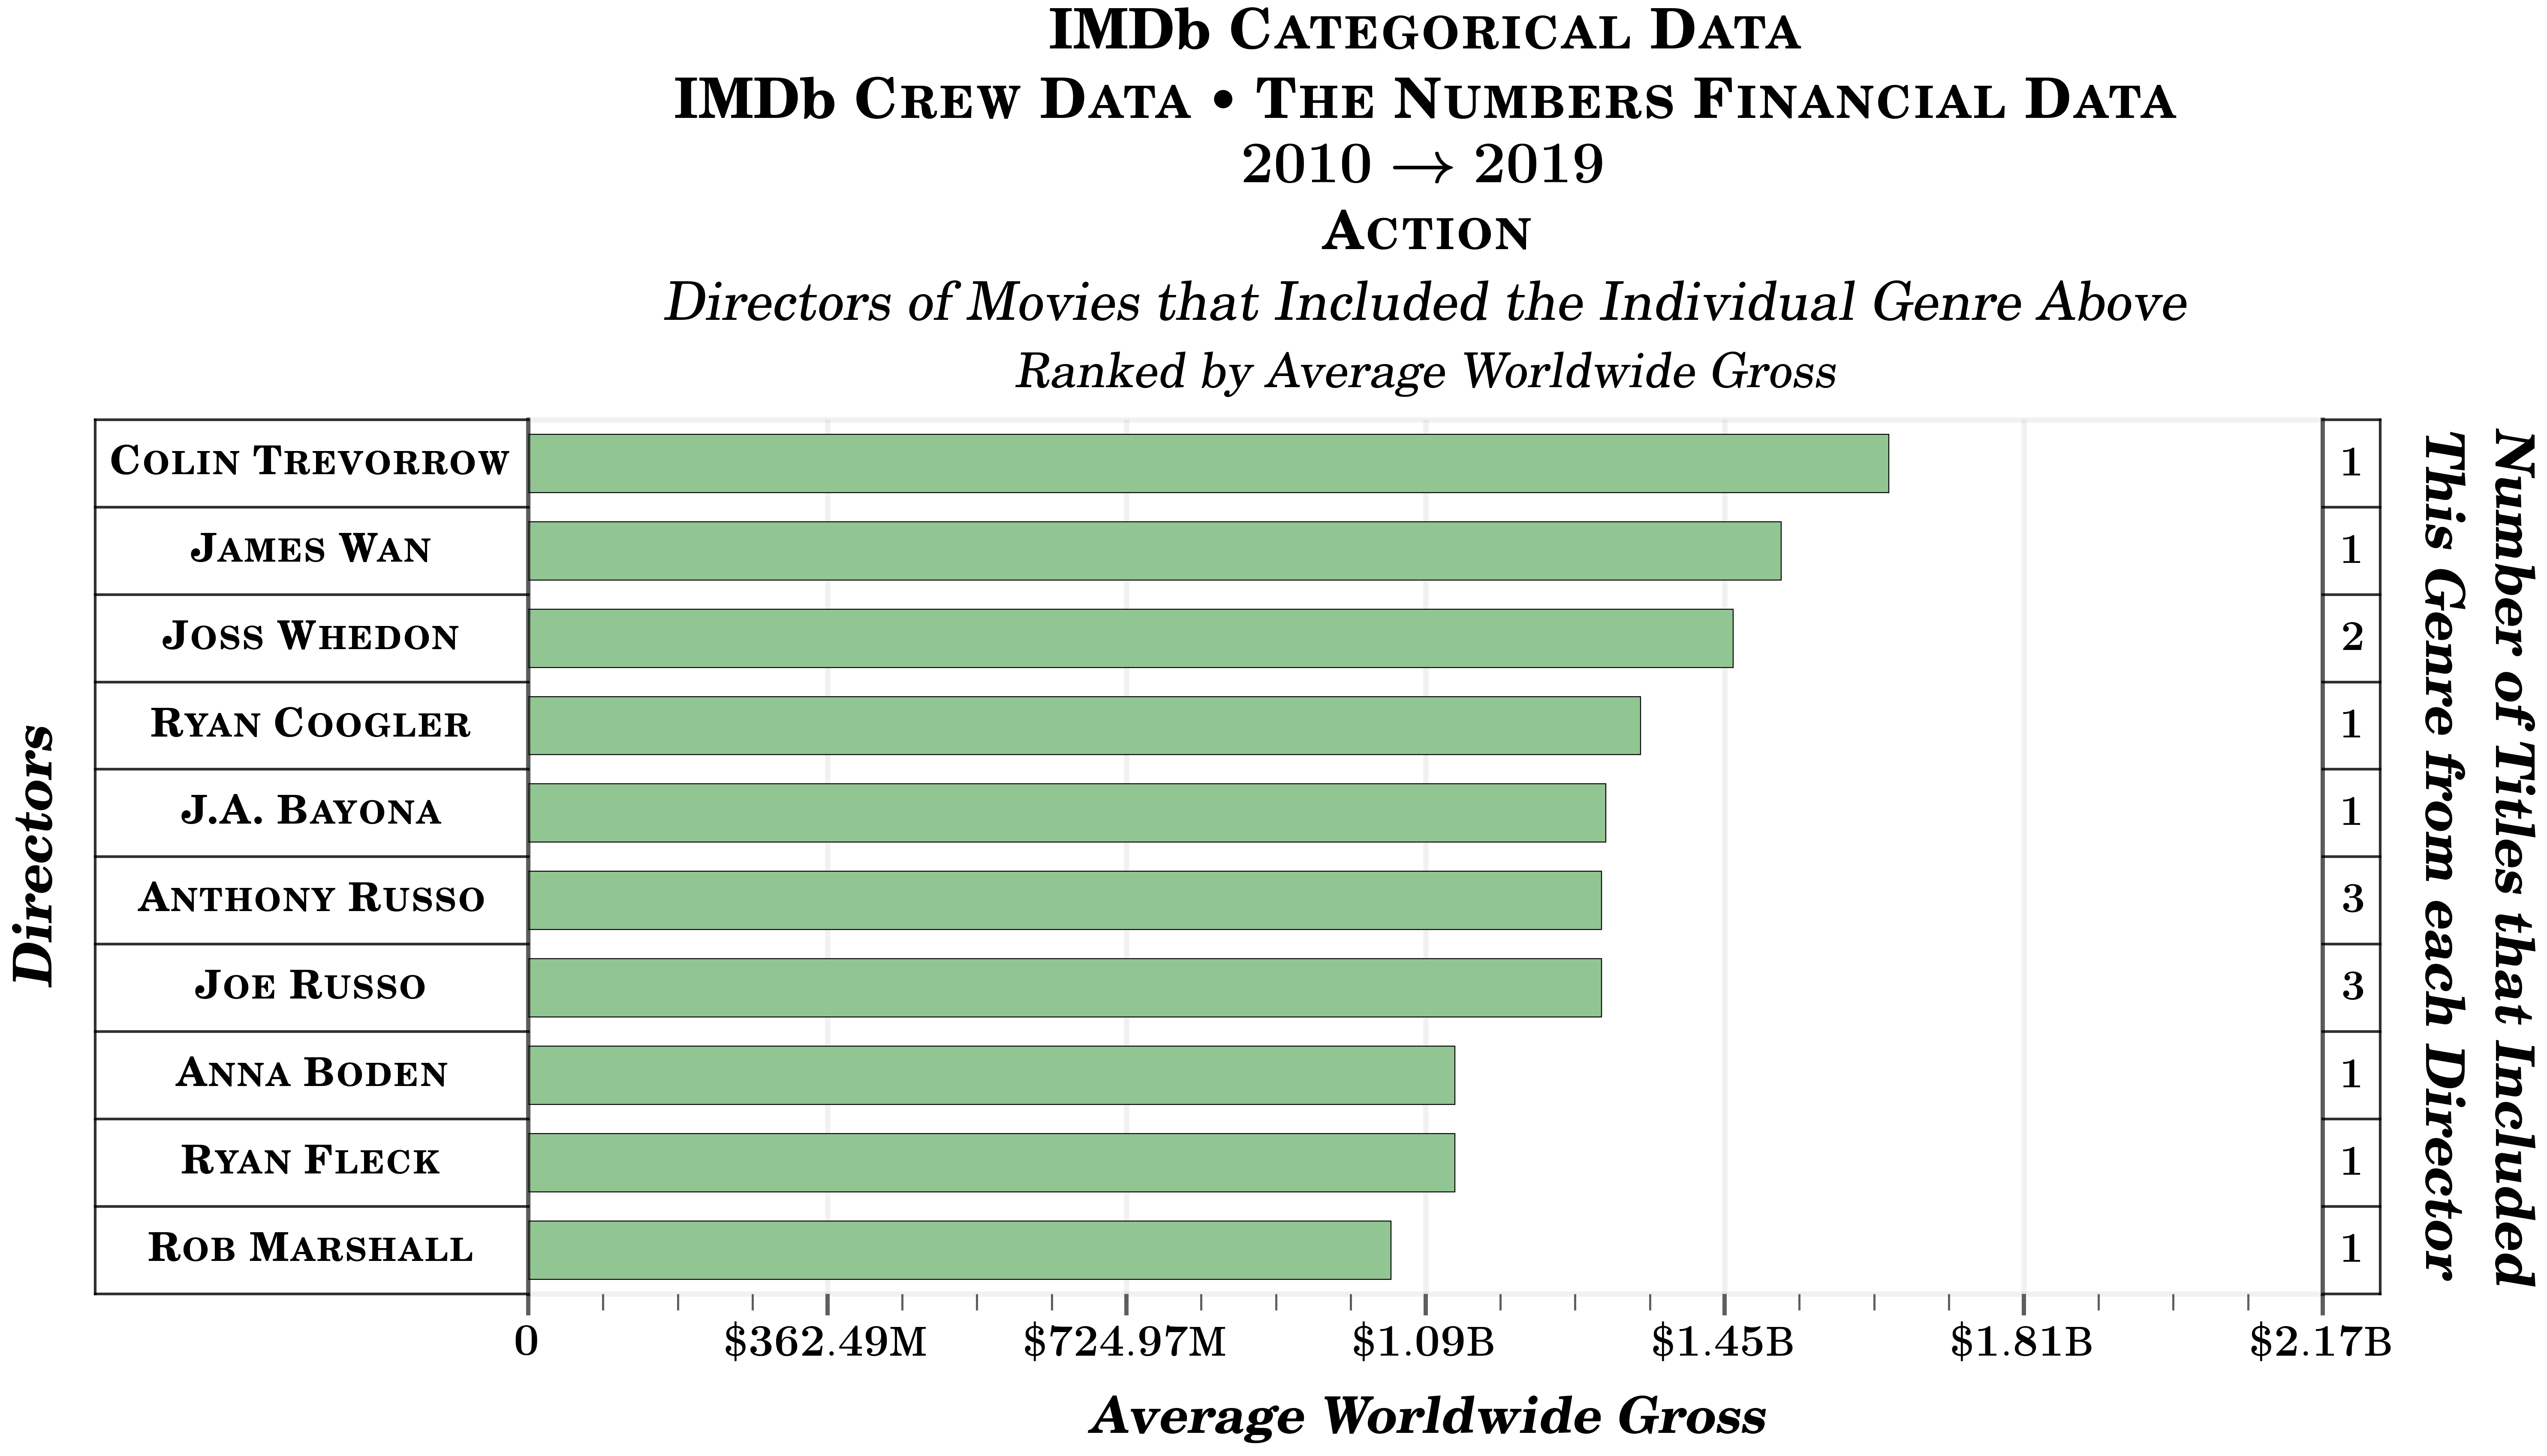 IMDb Categorical Data
IMDb Crew Data • The Numbers Financial Data
2010 → 2019
Action
Directors of Movies that Included the Individual Genre Above
Ranked by Average Worldwide Gross
Directors
Colin Trevorrow 1
James Wan 1
Joss Whedon 2
Ryan Coogler 1
J.A. Bayona 1
Anthony Russo 3
Joe Russo 3
Anna Boden 1
Ryan Fleck 1
Rob Marshall 1
Number of Titles that Included
This Genre from each Director
0 $362.49M $724.97M $1.09B $1.45B $1.81B $2.17B
Average Worldwide Gross